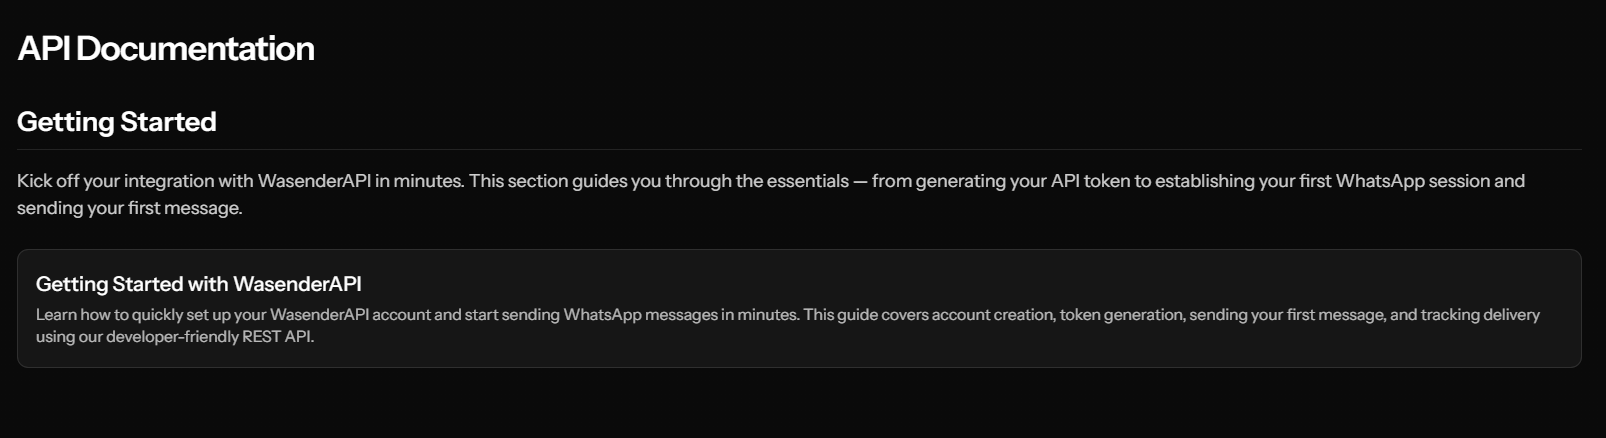 API Documentation
Getting Started
Kick off your integration with WasenderAPI in minutes. This section guides you through the essentials — from generating your API token to establishing your first WhatsApp session and
sending your first message.
Getting Started with WasenderAPI
Learn how to quickly set up your WasenderAPI account and start sending WhatsApp messages in minutes. This guide covers account creation, token generation, sending your first message, and tracking delivery
using our developer-friendly REST API.